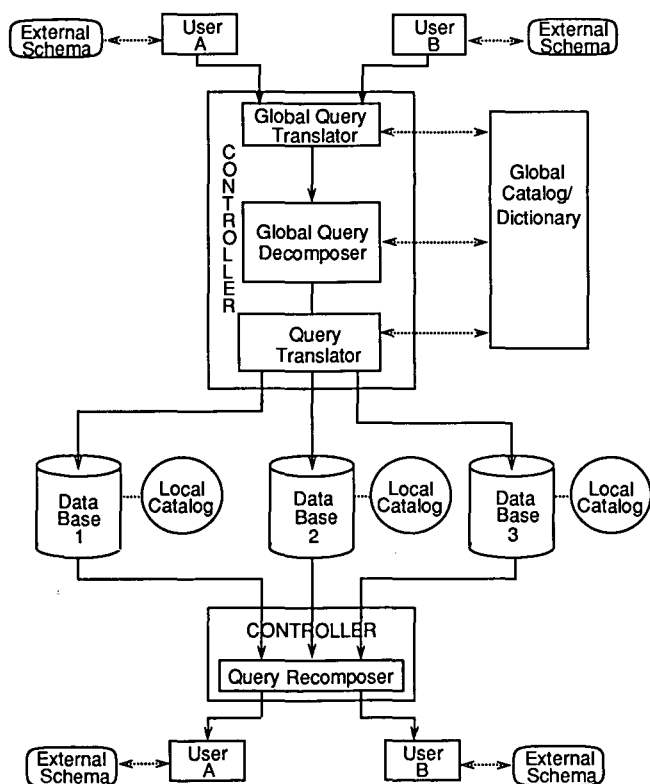 External
Schema
User
A
User
B
External
Schema
CONTROLLER
Global Query
Translator
Global Query
Decomposer
Query
Translator
Global
Catalog/
Dictionary
Data
Base
1
Local
Catalog
Data
Base
2
Local
Catalog
Data
Base
3
Local
Catalog
CONTROLLER
Query Recomposer
External
Schema
User
A
User
B
External
Schema